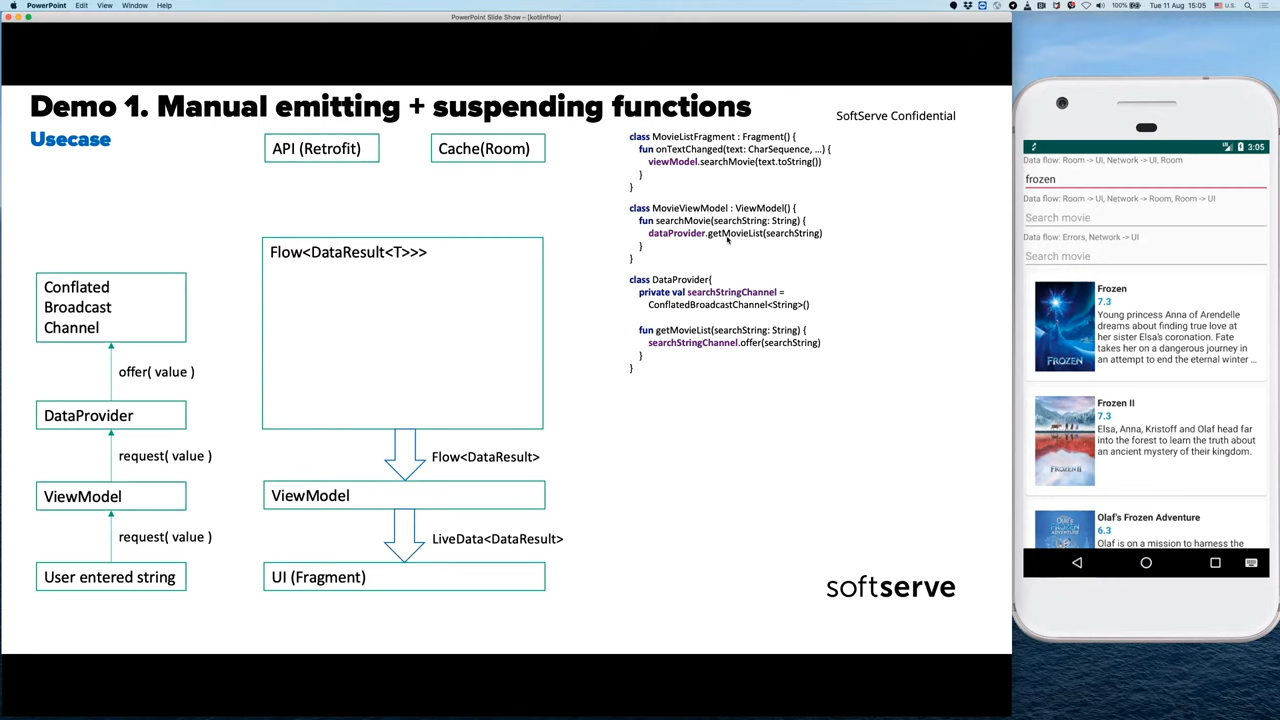 PowerPoint Edit View Window Help
100% Tue 11 Aug 15:05
U.S.
PowerPoint Slide Show - [kotlinflow]
Demo 1. Manual emitting + suspending functions
SoftServe Confidential
Usecase
API (Retrofit)
Cache(Room)
Flow<DataResult<T>>>
Conflated
Broadcast
Channel
offer( value )
DataProvider
request( value )
ViewModel
request( value )
User entered string
Flow<DataResult>
ViewModel
LiveData<DataResult>
UI (Fragment)
class MovieListFragment : Fragment() {
fun onTextChanged(text: CharSequence, ...) {
viewModel.searchMovie(text.toString())
}
}
class MovieViewModel : ViewModel() {
fun searchMovie(searchString: String) {
dataProvider.getMovieList(searchString)
}
}
class DataProvider{
private val searchStringChannel =
ConflatedBroadcastChannel<String>()
fun getMovieList(searchString: String) {
searchStringChannel.offer(searchString)
}
}
softserve
3:05
Data flow: Room -> UI, Network -> UI, Room
frozen
Data flow: Room -> UI, Network -> Room, Room -> UI
Search movie
Data flow: Errors, Network -> UI
Search movie
Frozen
7.3
Young princess Anna of Arendelle
dreams about finding true love at
her sister Elsa's coronation. Fate
takes her on a dangerous journey in
an attempt to end the eternal winter ...
FROZEN
Frozen II
7.3
Elsa, Anna, Kristoff and Olaf head far
into the forest to learn the truth about
an ancient mystery of their kingdom.
FROZEN II
Olaf's Frozen Adventure
6.3
Olaf is on a mission to harness the